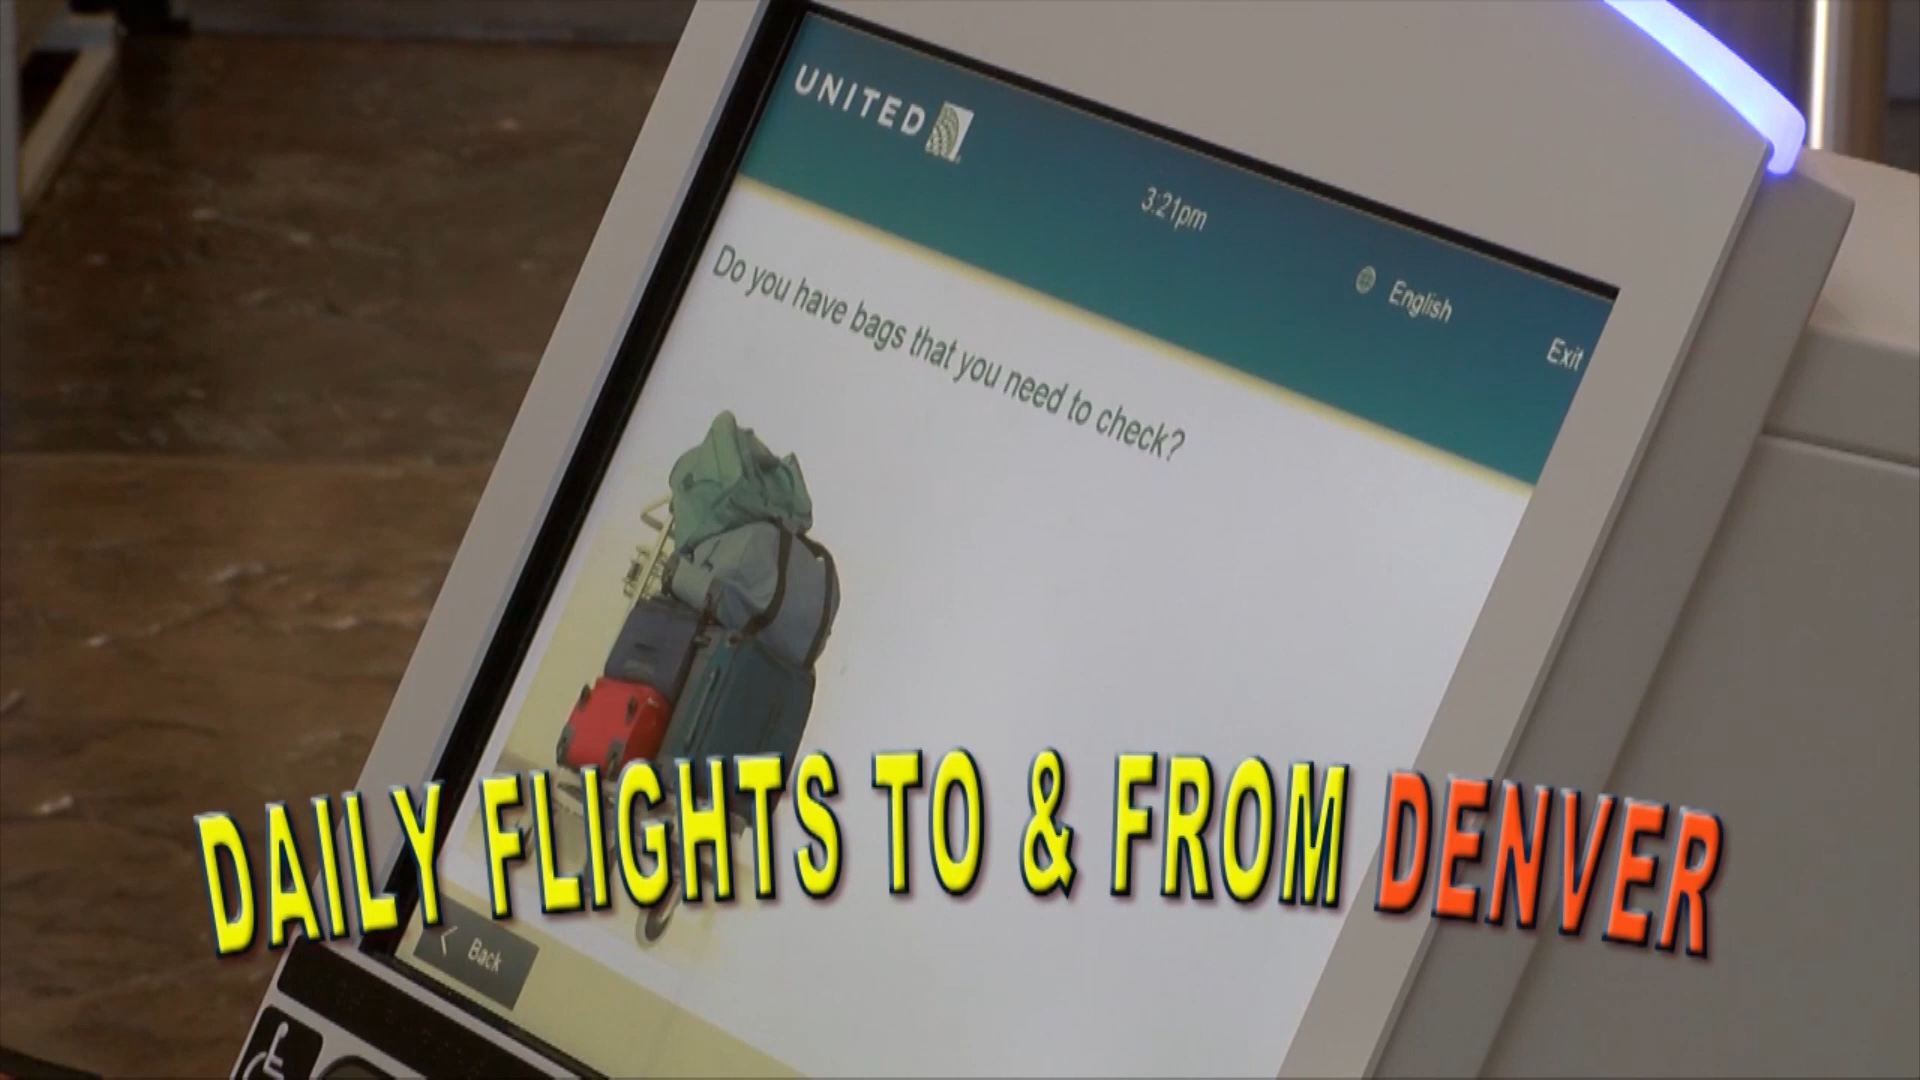 UNITED
3:21pm
English
Exit
Do you have bags that you need to check?
DAILY FLIGHTS TO & FROM DENVER
Back